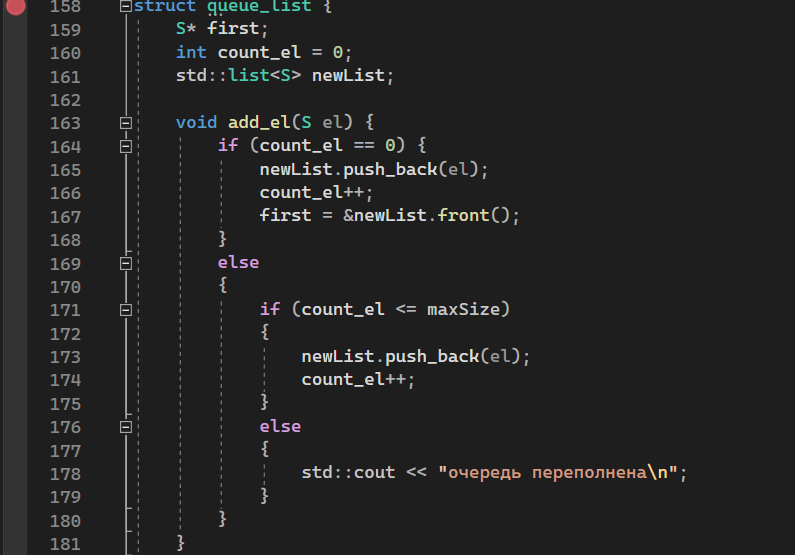 158 struct queue_list {
159     S* first;
160     int count_el = 0;
161     std::list<S> newList;
162
163     void add_el(S el) {
164         if (count_el == 0) {
165             newList.push_back(el);
166             count_el++;
167             first = &newList.front();
168         }
169         else
170         {
171             if (count_el <= maxSize)
172             {
173                 newList.push_back(el);
174                 count_el++;
175             }
176             else
177             {
178                 std::cout << "очередь переполнена\n";
179             }
180         }
181     }